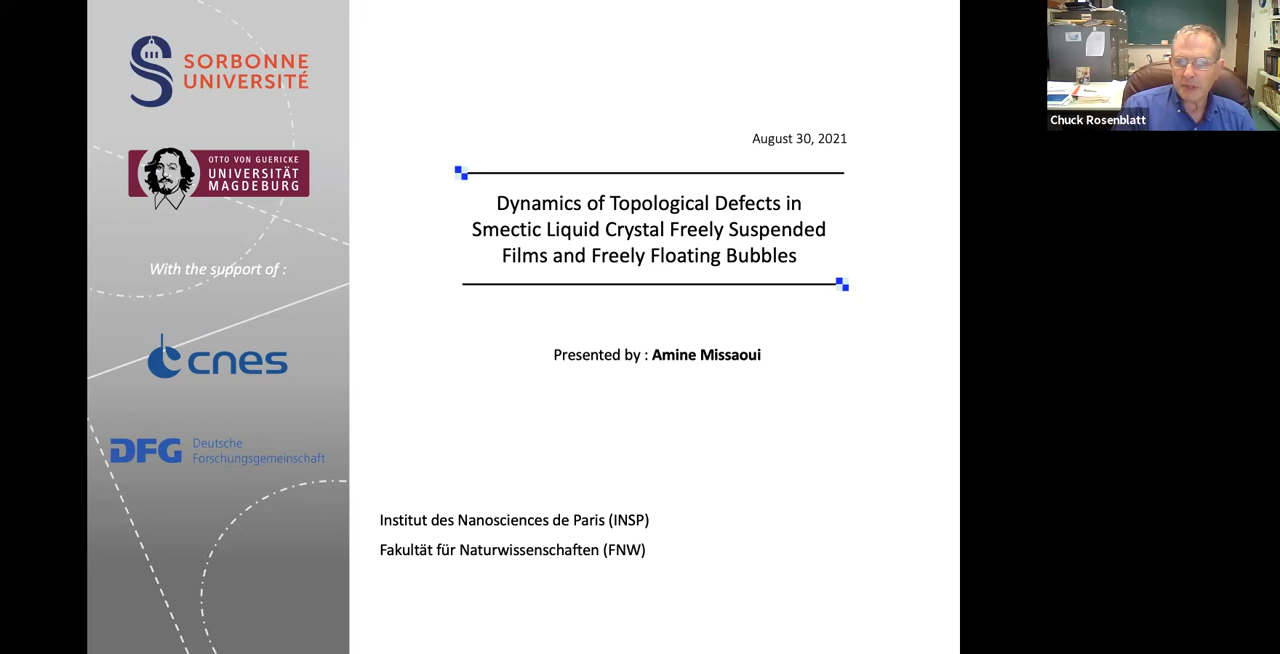 SORBONNE
UNIVERSITÉ
OTTO VON GUERICKE
UNIVERSITÄT
MAGDEBURG
With the support of :
cnes
DFG Deutsche
Forschungsgemeinschaft
August 30, 2021
Dynamics of Topological Defects in
Smectic Liquid Crystal Freely Suspended
Films and Freely Floating Bubbles
Presented by : Amine Missaoui
Institut des Nanosciences de Paris (INSP)
Fakultät für Naturwissenschaften (FNW)
Chuck Rosenblatt